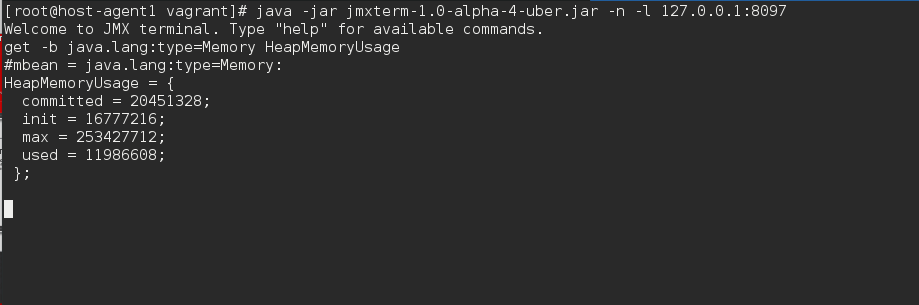 [root@host-agent1 vagrant]# java -jar jmxterm-1.0-alpha-4-uber.jar -n -l 127.0.0.1:8097
Welcome to JMX terminal. Type "help" for available commands.
get -b java.lang:type=Memory HeapMemoryUsage
#mbean = java.lang:type=Memory:
HeapMemoryUsage = {
  committed = 20451328;
  init = 16777216;
  max = 253427712;
  used = 11986608;
 };